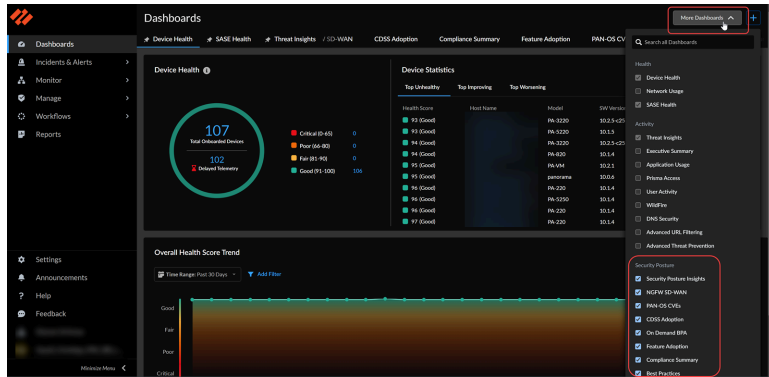 Dashboards
More Dashboards
Device Health
SASE Health
Threat Insights / SD-WAN
CDSS Adoption
Compliance Summary
Feature Adoption
PAN-OS CV
Dashboards
Incidents & Alerts
Monitor
Manage
Workflows
Reports
Settings
Announcements
Help
Feedback
Minimize Menu
Device Health
107
Total Onboarded Devices
102
Delayed Telemetry
Critical (0-65) 0
Poor (66-80) 0
Fair (81-90) 0
Good (91-100) 106
Device Statistics
Top Unhealthy Top Improving Top Worsening
Health Score Host Name Model SW Versio
93 (Good) PA-3220 10.2.5-c25
93 (Good) PA-3220 10.1.5
94 (Good) PA-3220 10.2.5-c25
94 (Good) PA-820 10.1.4
95 (Good) PA-VM 10.2.1
95 (Good) panorama 10.0.6
96 (Good) PA-220 10.1.4
96 (Good) PA-5250 10.1.4
96 (Good) PA-220 10.1.4
97 (Good) PA-220 10.1.4
Overall Health Score Trend
Time Range: Past 30 Days
Add Filter
Good
Fair
Poor
Critical
Search all Dashboards
Health
Device Health
Network Usage
SASE Health
Activity
Threat Insights
Executive Summary
Application Usage
Prisma Access
User Activity
WildFire
DNS Security
Advanced URL Filtering
Advanced Threat Prevention
Security Posture
Security Posture Insights
NGFW SD-WAN
PAN-OS CVEs
CDSS Adoption
On Demand BPA
Feature Adoption
Compliance Summary
Best Practices